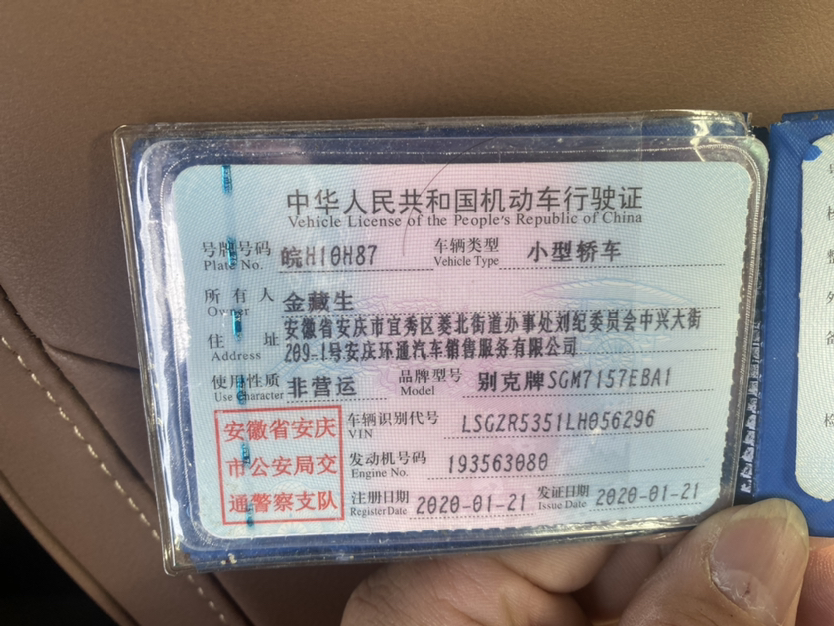 中华人民共和国机动车行驶证
Vehicle License of the People's Republic of China
号牌号码 Plate No. 皖H10H87 车辆类型 Vehicle Type 小型轿车
所有人 Owner 金藏生
住址 Address 安徽省安庆市宜秀区菱北街道办事处刘纪委员会中兴大街
209-1号安庆环通汽车销售服务有限公司
使用性质 Use Character 非营运 品牌型号 Model 别克牌SGM7157EBA1
安徽省安庆
市公安局交
通警察支队
车辆识别代号 VIN LSGZR5351LH056296
发动机号码 Engine No. 193563080
注册日期 Register Date 2020-01-21 发证日期 Issue Date 2020-01-21